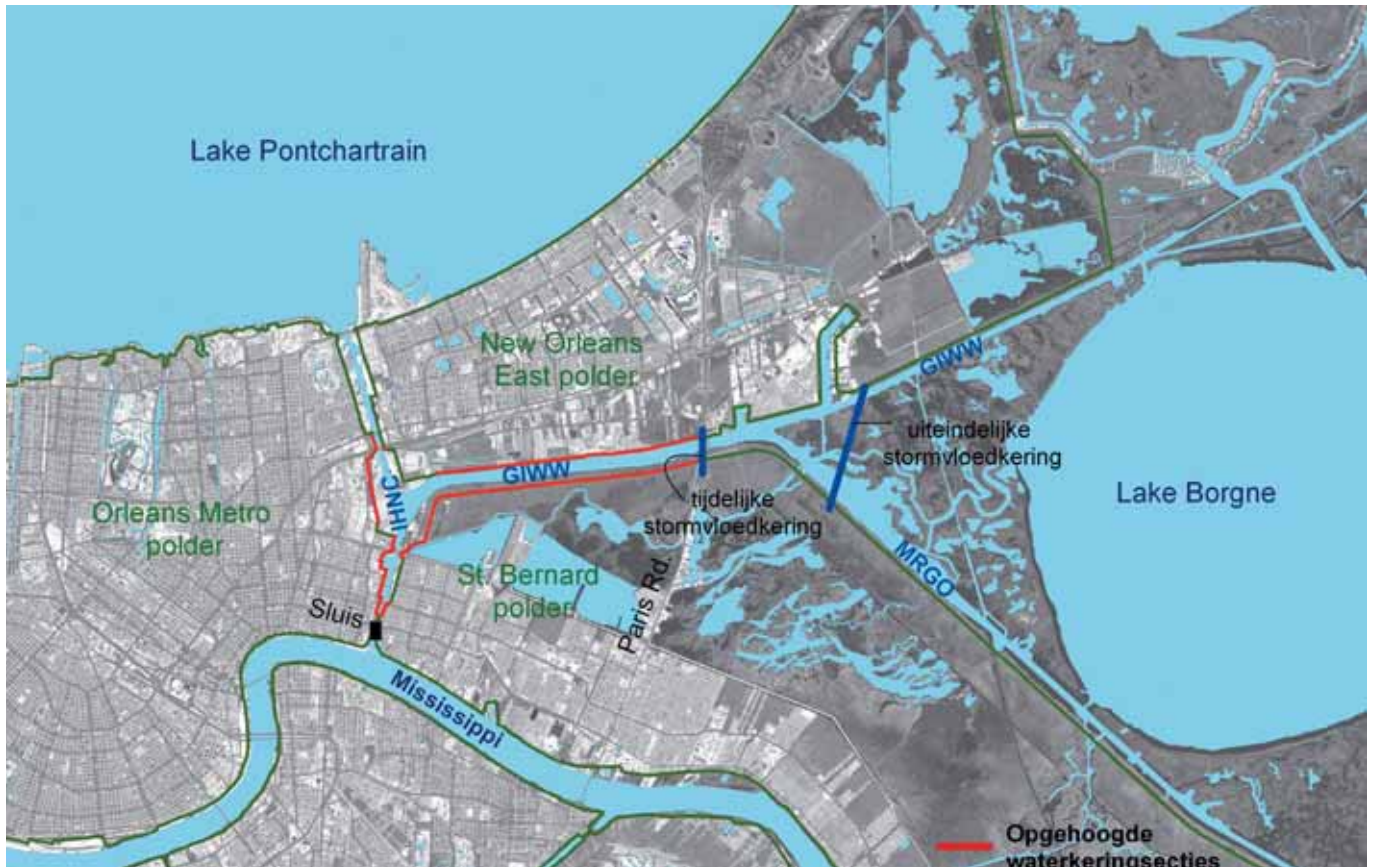 Lake Pontchartrain
New Orleans
East polder
GIWW
uiteindelijke
stormvloedkering
Lake Borgne
IHNC
GIWW
tijdelijke
stormvloedkering
Orleans Metro
polder
St. Bernard
polder
Paris Rd.
MRGO
Sluis
Mississippi
Opgehoogde
waterkeringsecties